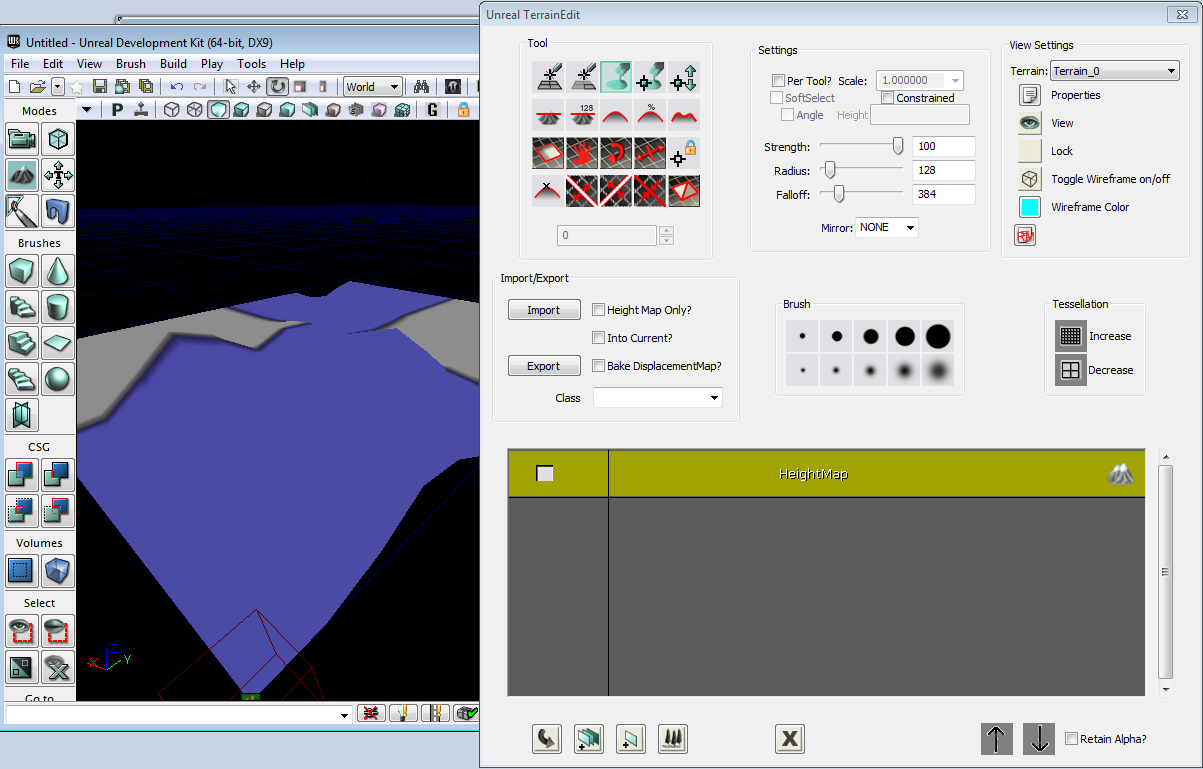 Untitled - Unreal Development Kit (64-bit, DX9)
File Edit View Brush Build Play Tools Help
World
Modes
P
G
Brushes
CSG
Volumes
Select
Go to
X Z Y
Unreal TerrainEdit
Tool
128
%
X
0
Settings
Per Tool? Scale: 1.000000
SoftSelect Constrained
Angle Height
Strength: 100
Radius: 128
Falloff: 384
Mirror: NONE
View Settings
Terrain: Terrain_0
Properties
View
Lock
Toggle Wireframe on/off
Wireframe Color
Import/Export
Import Height Map Only?
Into Current?
Export Bake DisplacementMap?
Class
Brush
Tessellation
Increase
Decrease
HeightMap
X
Retain Alpha?